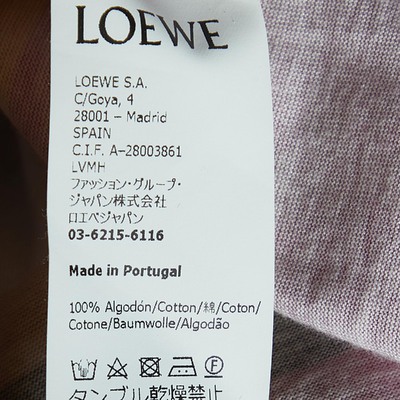 LOEWE
LOEWE S.A.
C/Goya, 4
28001 – Madrid
SPAIN
C.I.F. A-28003861
LVMH
ファッション・グループ・
ジャパン株式会社
ロエベジャパン
03-6215-6116
Made in Portugal
100% Algodón/Cotton/綿/Coton/
Cotone/Baumwolle/Algodão
F
タンブル乾燥禁止